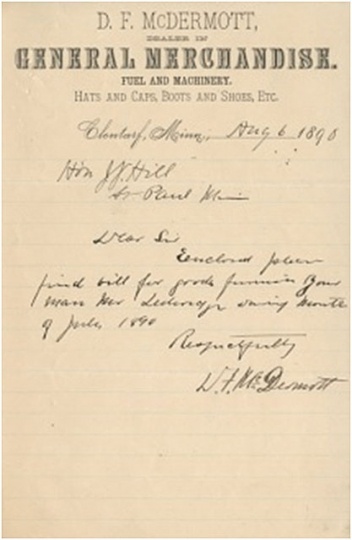 D. F. McDERMOTT,
DEALER IN
GENERAL MERCHANDISE.
FUEL AND MACHINERY.
HATS AND CAPS, BOOTS AND SHOES, ETC.
Clontarf, Minn., Aug 6 1890
Hon J. J. Hill
St Paul Min
Dear Sir
Enclosed please
find bill for goods furnis your
man Mr during month
of July 1890
Respectfully
D. F. McDermott